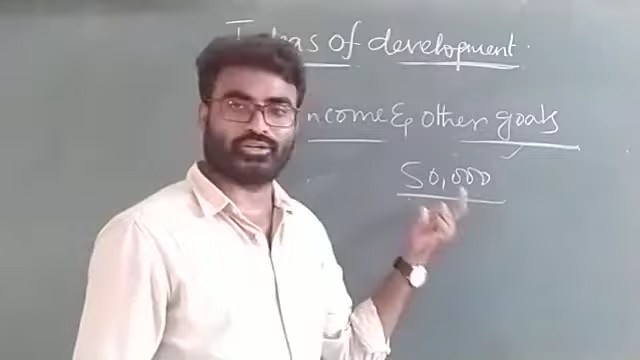 of development.
& other goals
50,000